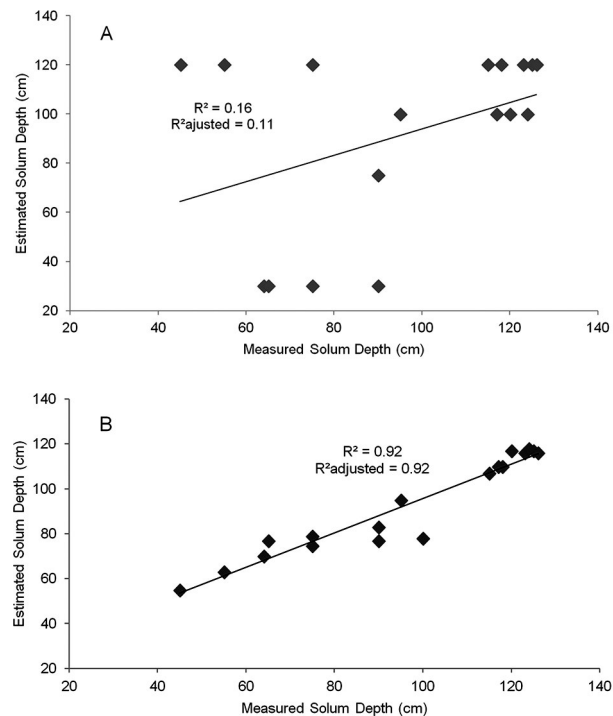 A
140
120
100
80
60
40
20
Estimated Solum Depth (cm)
R² = 0.16
R²ajusted = 0.11
20 40 60 80 100 120 140
Measured Solum Depth (cm)
B
140
120
100
80
60
40
20
Estimated Solum Depth (cm)
R² = 0.92
R²adjusted = 0.92
20 40 60 80 100 120 140
Measured Solum Depth (cm)